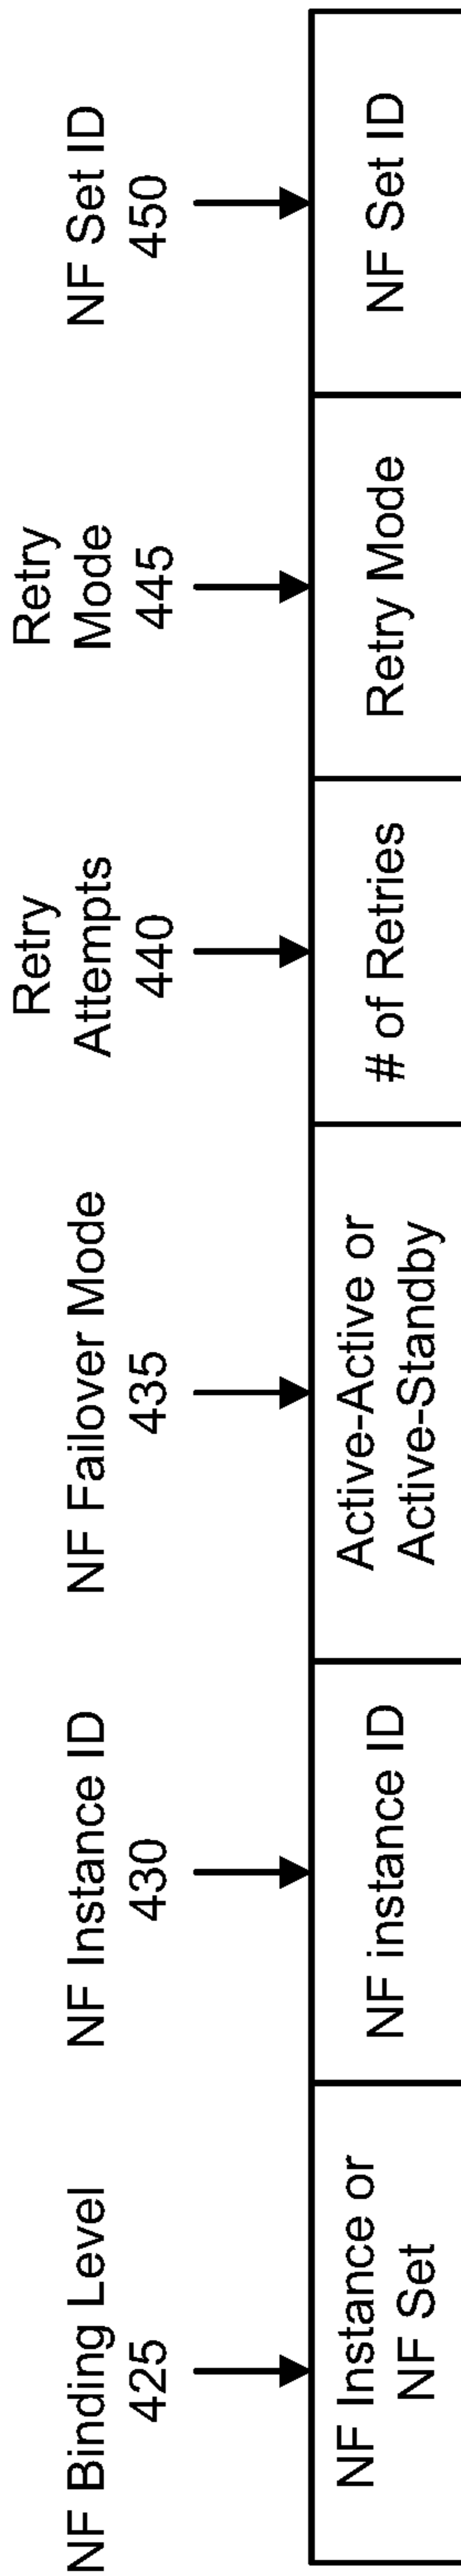 NF Binding Level
425
NF Instance ID
430
NF Failover Mode
435
Retry
Attempts
440
Retry
Mode
445
NF Set ID
450
NF Instance or
NF Set
NF instance ID
Active-Active or
Active-Standby
# of Retries
Retry Mode
NF Set ID